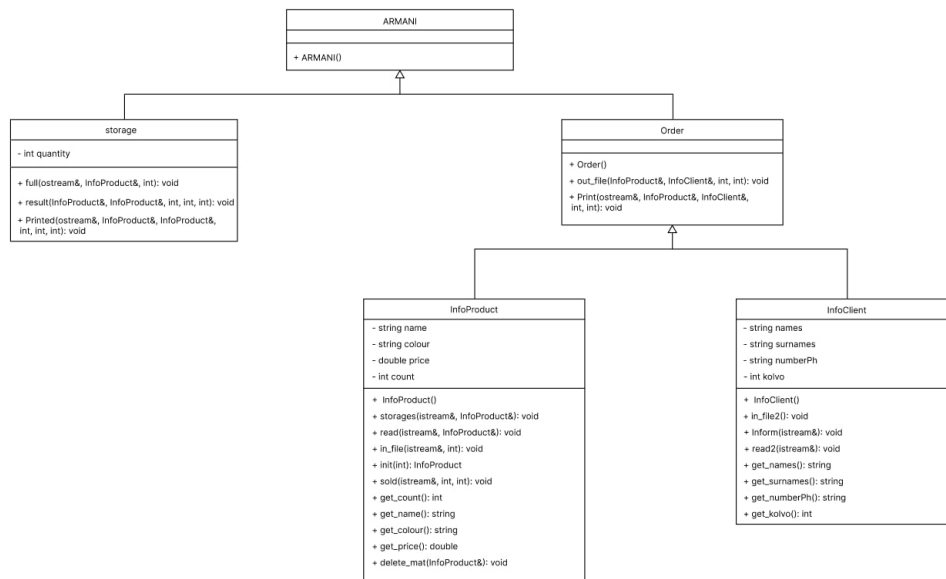 ARMANI
+ ARMANI()
storage
- int quantity
+ full(ostream&, InfoProduct&, int): void
+ result(InfoProduct&, InfoProduct&, int, int, int): void
+ Printed(ostream&, InfoProduct&, InfoProduct&,
int, int, int): void
Order
+ Order()
+ out_file(InfoProduct&, InfoClient&, int, int): void
+ Print(ostream&, InfoProduct&, InfoClient&,
int, int): void
InfoProduct
- string name
- string colour
- double price
- int count
+ InfoProduct()
+ storages(istream&, InfoProduct&): void
+ read(istream&, InfoProduct&): void
+ in_file(istream&, int): void
+ init(int): InfoProduct
+ sold(istream&, int, int): void
+ get_count(): int
+ get_name(): string
+ get_colour(): string
+ get_price(): double
+ delete_mat(InfoProduct&): void
InfoClient
- string names
- string surnames
- string numberPh
- int kolvo
+ InfoClient()
+ in_file2(): void
+ Inform(istream&): void
+ read2(istream&): void
+ get_names(): string
+ get_surnames(): string
+ get_numberPh(): string
+ get_kolvo(): int